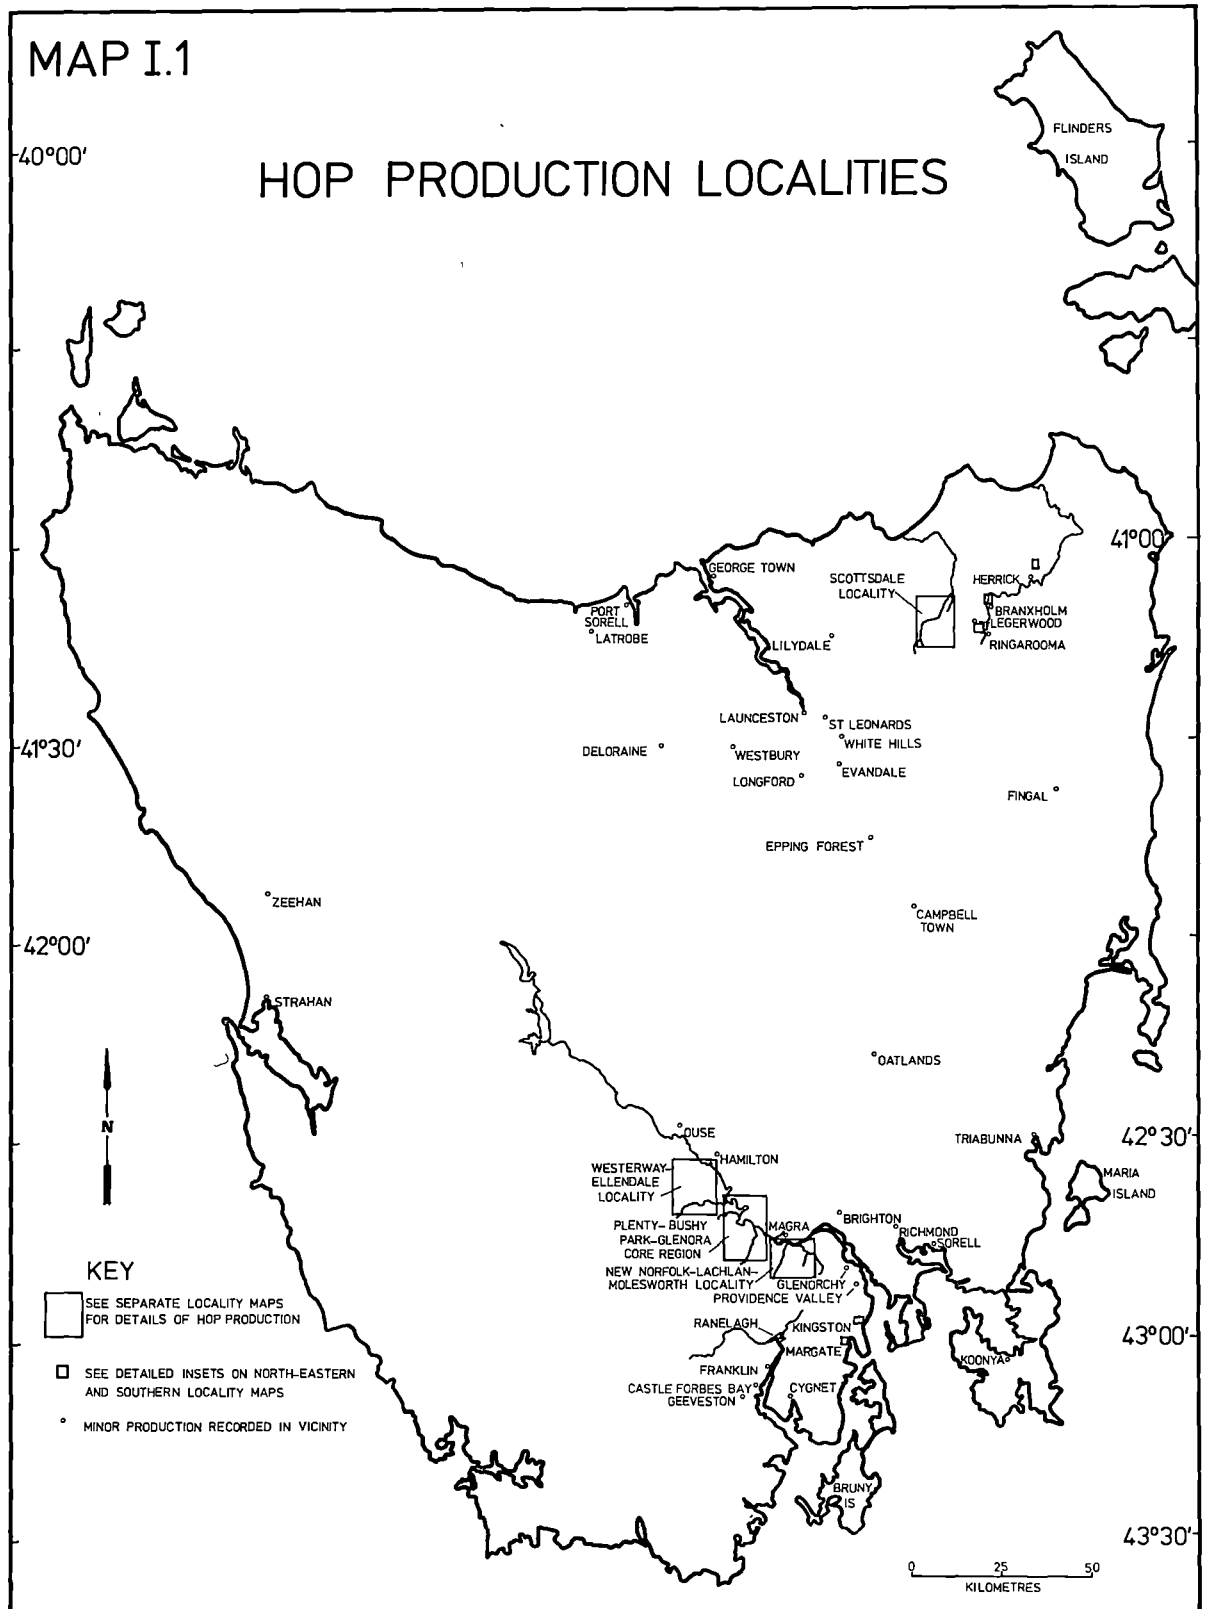 MAP I.1
HOP PRODUCTION LOCALITIES
FLINDERS
ISLAND
40°00'
41°00'
GEORGE TOWN
SCOTTSDALE
LOCALITY
HERRICK
PORT
SORELL
BRANXHOLM
LEGERWOOD
LATROBE
LILYDALE
RINGAROOMA
LAUNCESTON
ST LEONARDS
41°30'
DELORAINE
WESTBURY
WHITE HILLS
LONGFORD
EVANDALE
FINGAL
EPPING FOREST
ZEEHAN
CAMPBELL
TOWN
42°00'
STRAHAN
OATLANDS
N
OUSE
TRIABUNNA
42°30'
HAMILTON
WESTERWAY
ELLENDALE
LOCALITY
MARIA
ISLAND
PLENTY-BUSHY
PARK-GLENORA
CORE REGION
MAGRA
BRIGHTON
RICHMOND
SORELL
NEW NORFOLK-LACHLAN-
MOLESWORTH LOCALITY
GLENORCHY
PROVIDENCE VALLEY
KEY
SEE SEPARATE LOCALITY MAPS
FOR DETAILS OF HOP PRODUCTION
RANELAGH
KINGSTON
MARGATE
43°00'
KOONYA
SEE DETAILED INSETS ON NORTH-EASTERN
AND SOUTHERN LOCALITY MAPS
FRANKLIN
CASTLE FORBES BAY
GEEVESTON
CYGNET
MINOR PRODUCTION RECORDED IN VICINITY
BRUNY
IS
43°30'
0 25 50
KILOMETRES